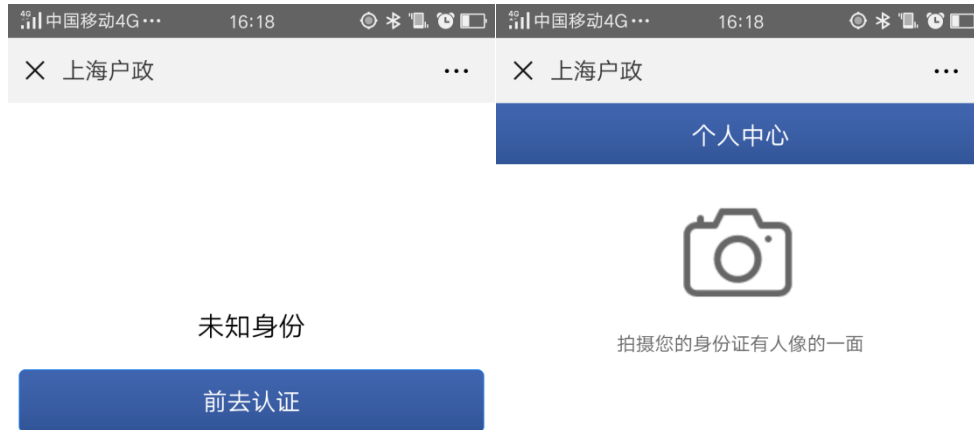 4G 中国移动4G··· 16:18
× 上海户政 ···
未知身份
前去认证
4G 中国移动4G··· 16:18
× 上海户政 ···
个人中心
拍摄您的身份证有人像的一面